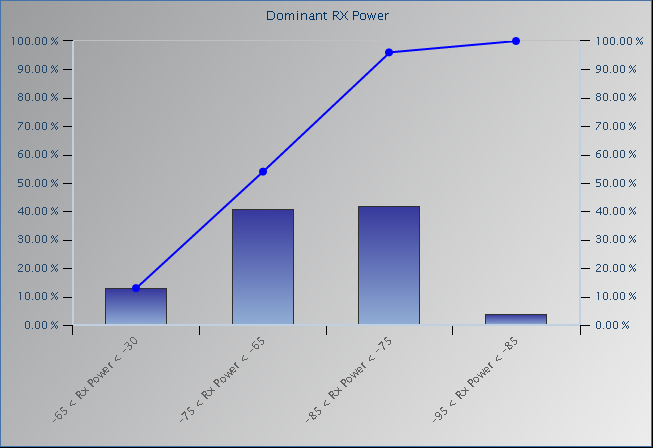 Dominant RX Power
100.00 % 100.00 %
90.00 % 90.00 %
80.00 % 80.00 %
70.00 % 70.00 %
60.00 % 60.00 %
50.00 % 50.00 %
40.00 % 40.00 %
30.00 % 30.00 %
20.00 % 20.00 %
10.00 % 10.00 %
0.00 % 0.00 %
-65 < Rx Power < -30
-75 < Rx Power < -65
-85 < Rx Power < -75
-95 < Rx Power < -85